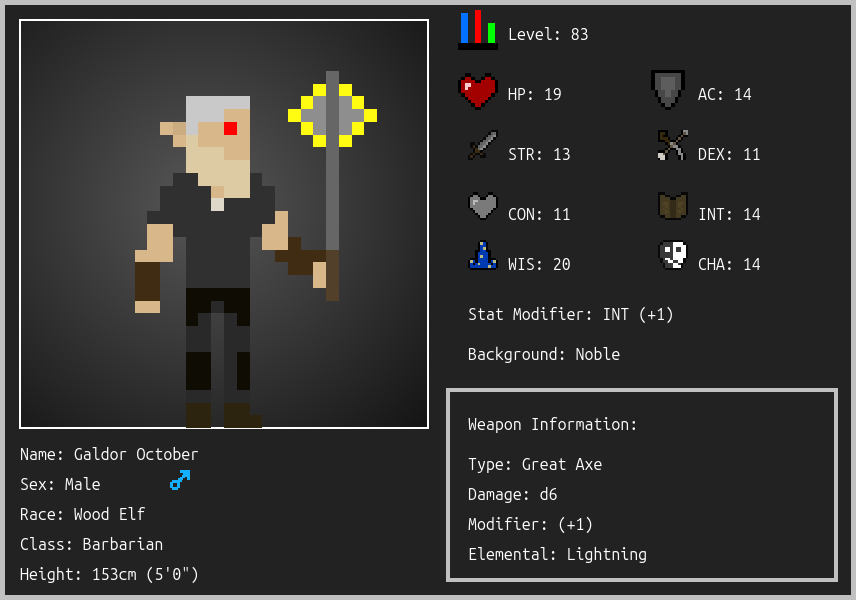 Level: 83
HP: 19
AC: 14
STR: 13
DEX: 11
CON: 11
INT: 14
WIS: 20
CHA: 14
Stat Modifier: INT (+1)
Background: Noble
Weapon Information:
Type: Great Axe
Damage: d6
Modifier: (+1)
Elemental: Lightning
Name: Galdor October
Sex: Male
Race: Wood Elf
Class: Barbarian
Height: 153cm (5'0")